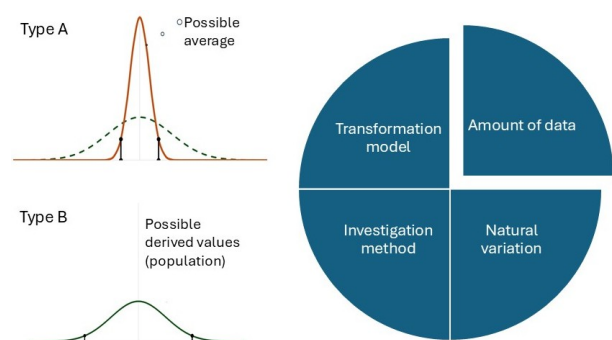 Type A
Possible
average
Type B
Possible
derived values
(population)
Transformation
model
Amount of data
Investigation
method
Natural
variation